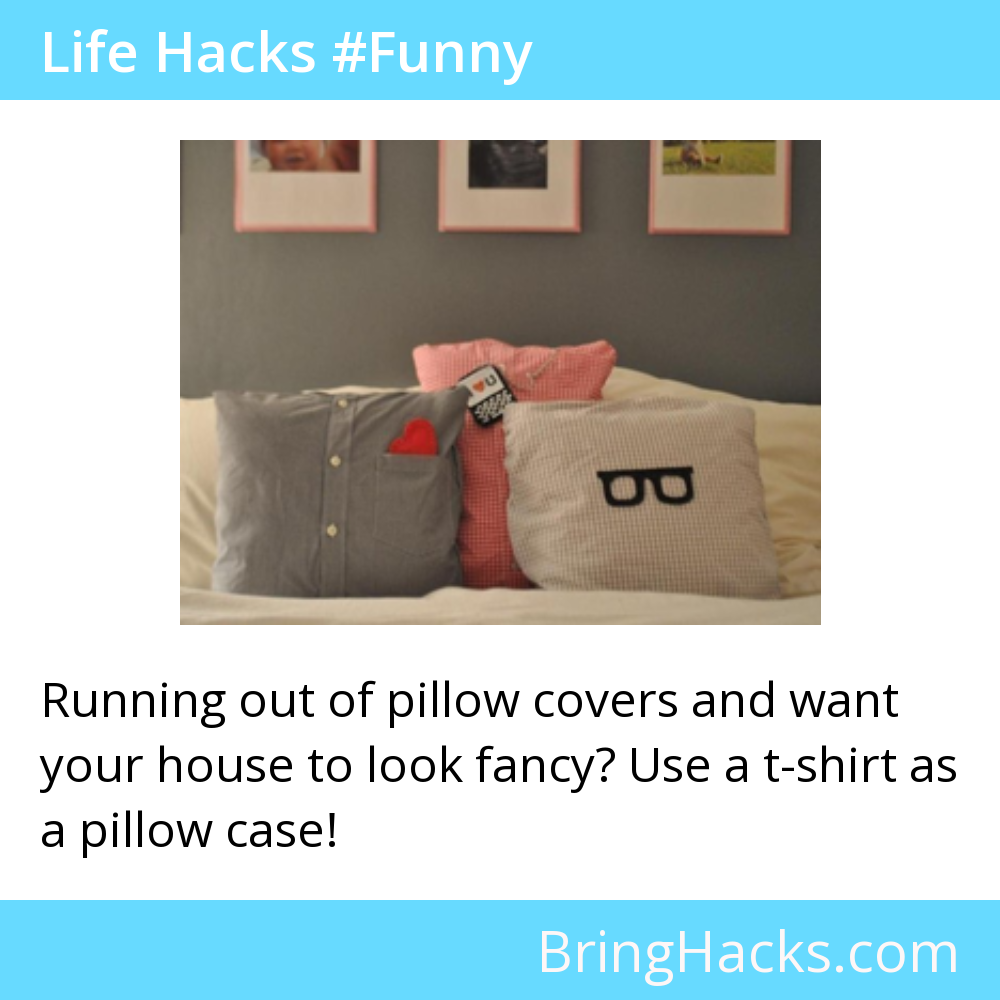 Life Hacks #Funny
U
Running out of pillow covers and want
your house to look fancy? Use a t-shirt as
a pillow case!
BringHacks.com